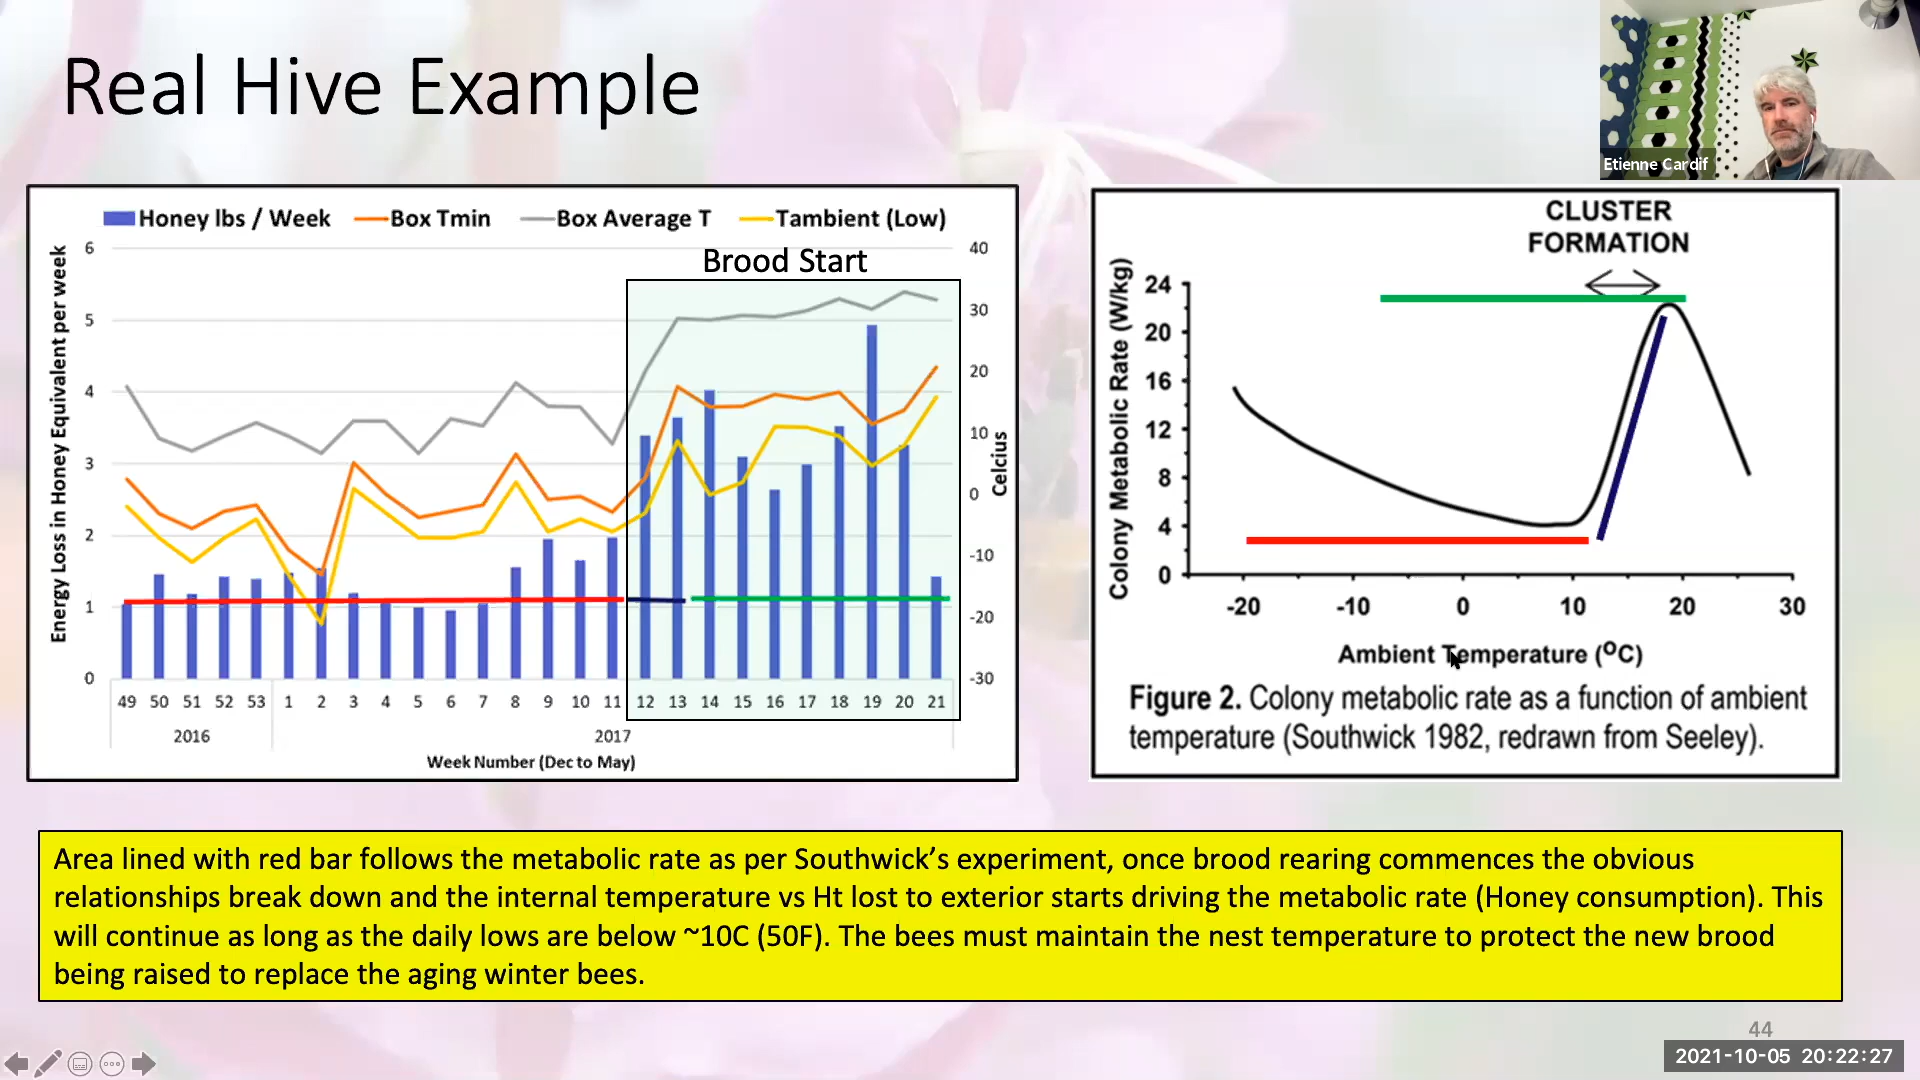 Real Hive Example
Etienne Cardif
Honey lbs / Week
Box Tmin
Box Average T
Tambient (Low)
Brood Start
Energy Loss in Honey Equivalent per week
6
5
4
3
2
1
0
40
30
20
10
0
-10
-20
-30
Celcius
49 50 51 52 53 1 2 3 4 5 6 7 8 9 10 11 12 13 14 15 16 17 18 19 20 21
2016 2017
Week Number (Dec to May)
CLUSTER
FORMATION
Colony Metabolic Rate (W/kg)
24
20
16
12
8
4
0
-20 -10 0 10 20 30
Ambient Temperature (ºC)
Figure 2. Colony metabolic rate as a function of ambient
temperature (Southwick 1982, redrawn from Seeley).
Area lined with red bar follows the metabolic rate as per Southwick’s experiment, once brood rearing commences the obvious
relationships break down and the internal temperature vs Ht lost to exterior starts driving the metabolic rate (Honey consumption). This
will continue as long as the daily lows are below ~10C (50F). The bees must maintain the nest temperature to protect the new brood
being raised to replace the aging winter bees.
44
2021-10-05 20:22:27